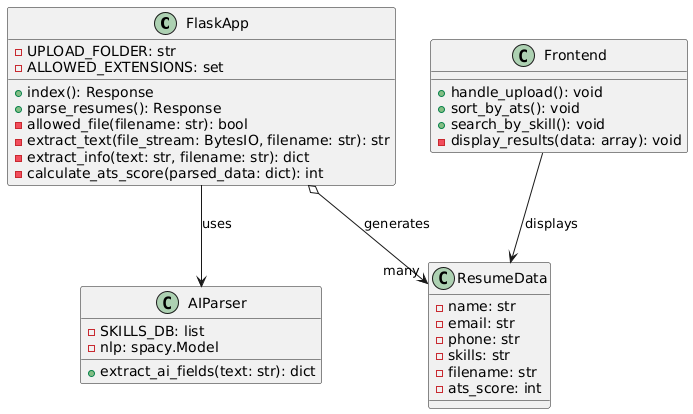 C FlaskApp
UPLOAD_FOLDER: str
ALLOWED_EXTENSIONS: set
index(): Response
parse_resumes(): Response
allowed_file(filename: str): bool
extract_text(file_stream: BytesIO, filename: str): str
extract_info(text: str, filename: str): dict
calculate_ats_score(parsed_data: dict): int
C Frontend
handle_upload(): void
sort_by_ats(): void
search_by_skill(): void
display_results(data: array): void
uses
generates
displays
many
C AIParser
SKILLS_DB: list
nlp: spacy.Model
extract_ai_fields(text: str): dict
C ResumeData
name: str
email: str
phone: str
skills: str
filename: str
ats_score: int